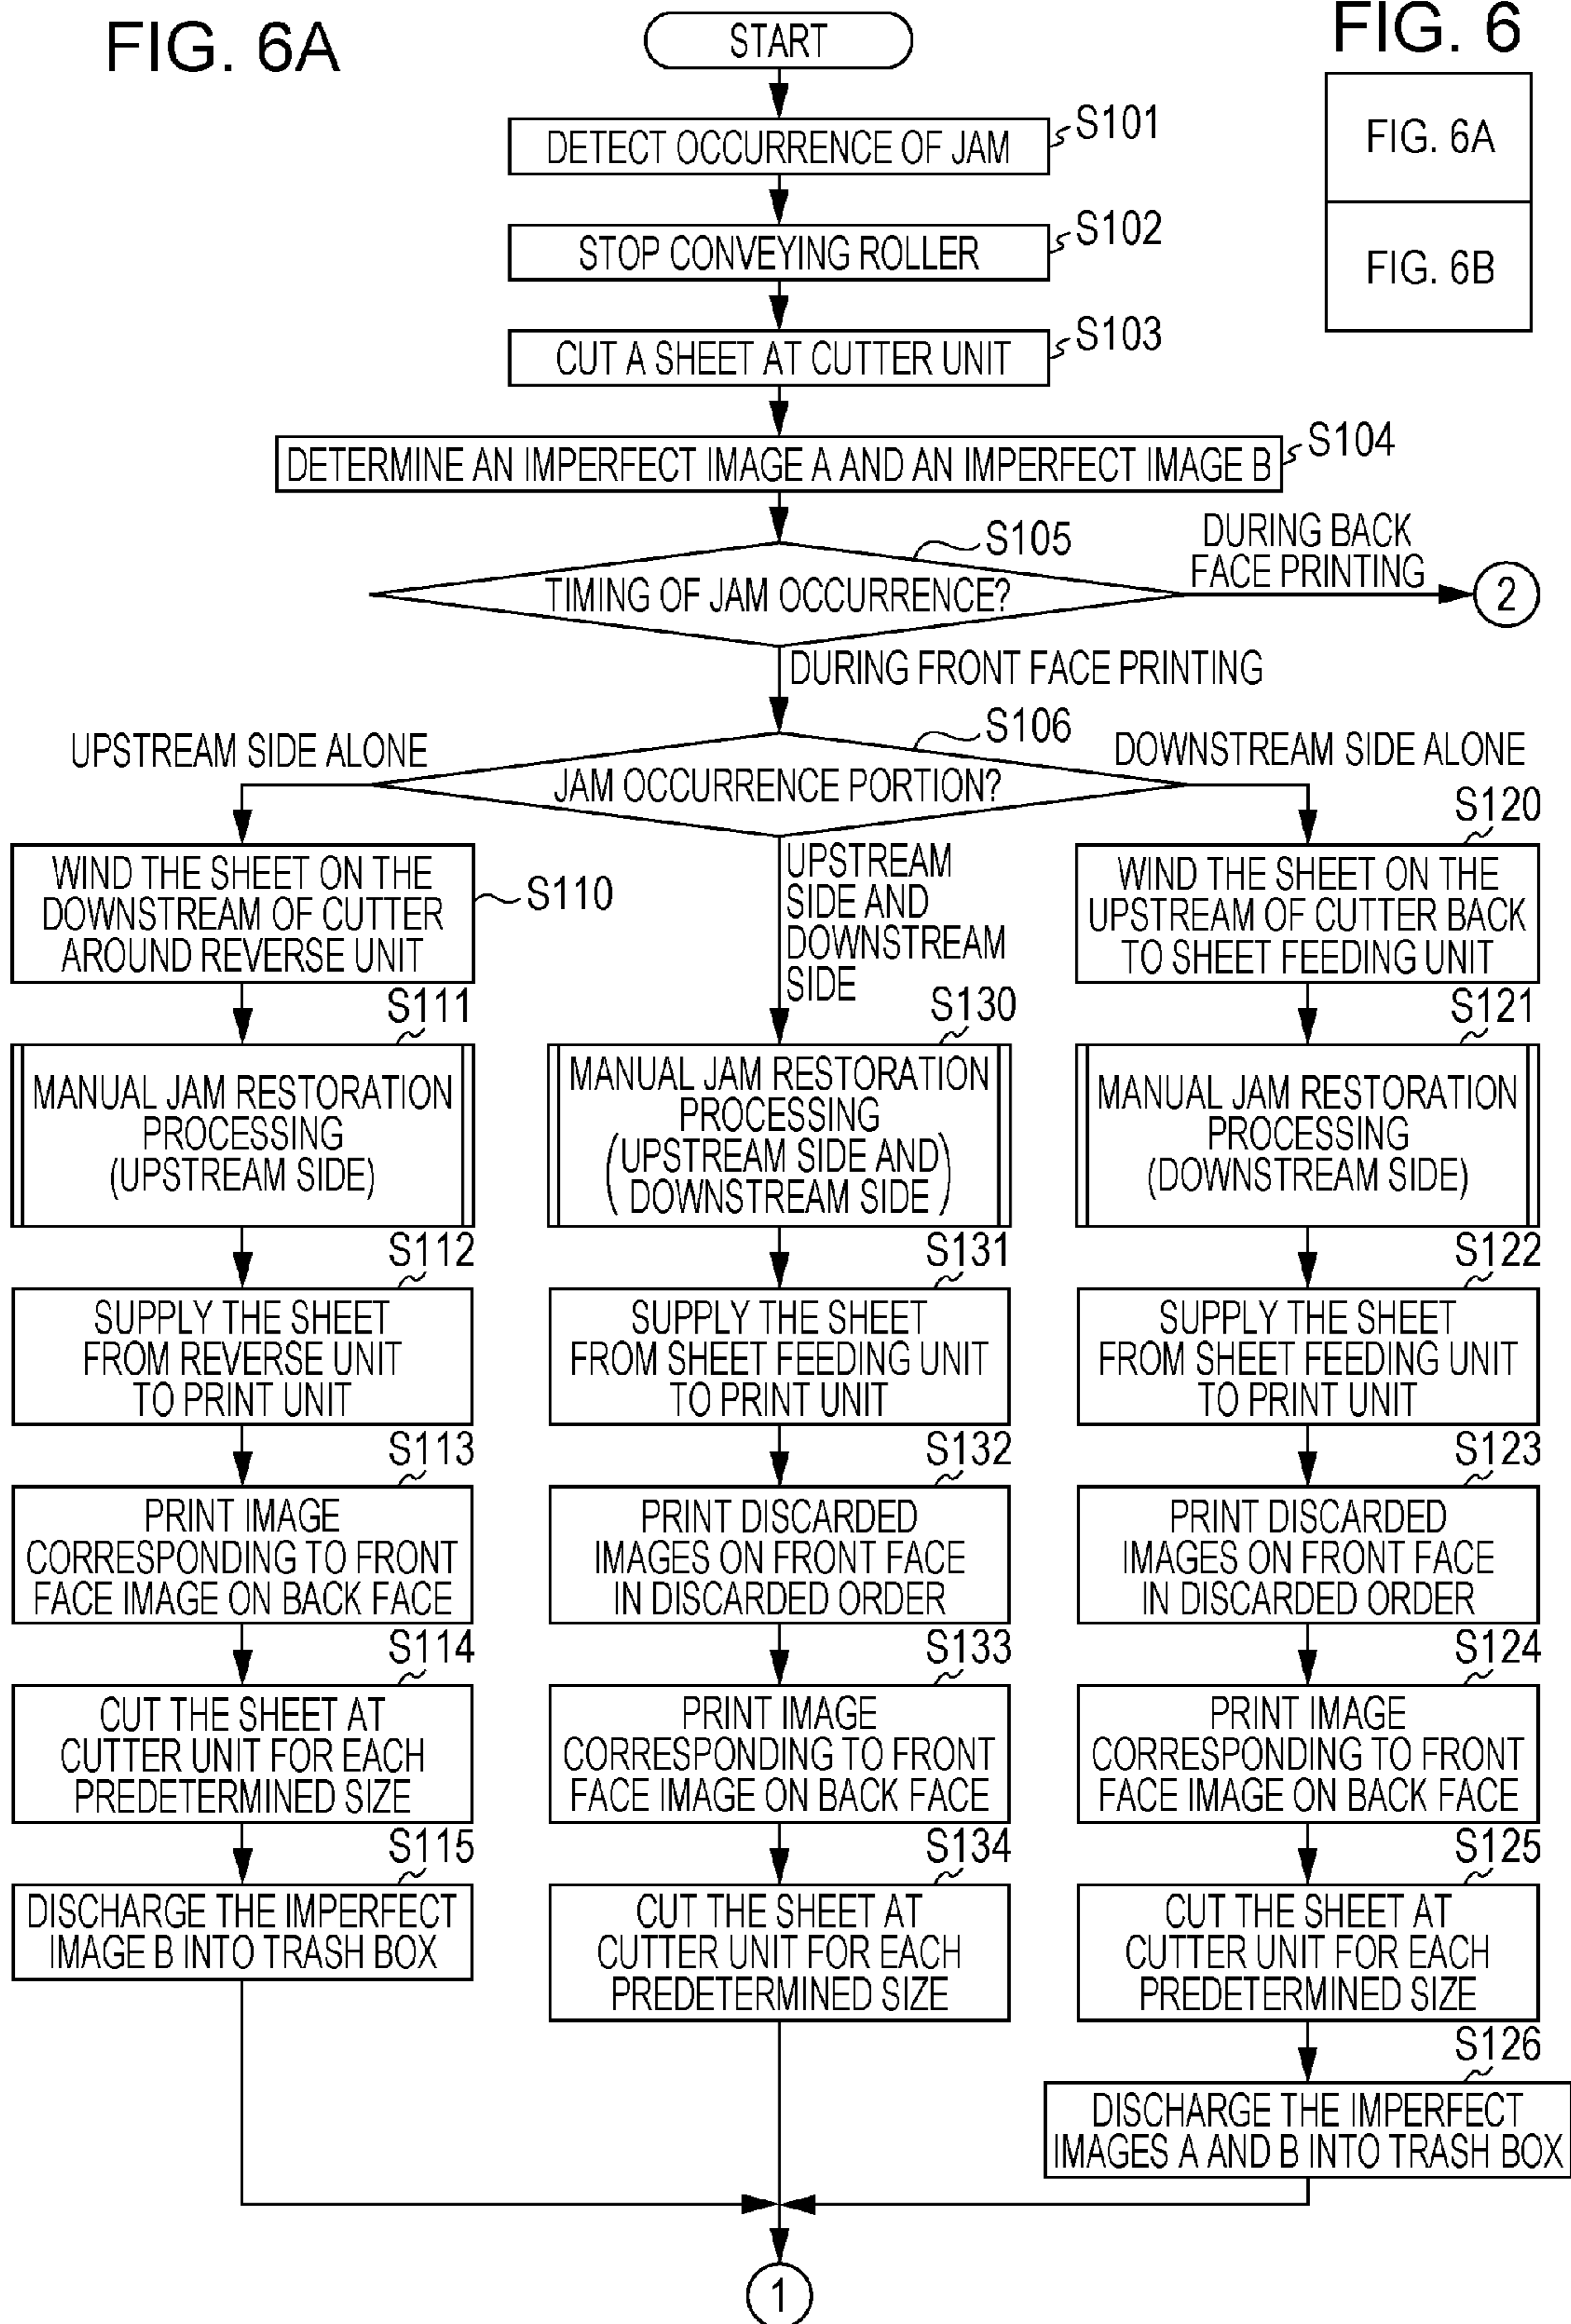 FIG. 6A
FIG. 6
FIG. 6A
FIG. 6B
START
S101
DETECT OCCURRENCE OF JAM
S102
STOP CONVEYING ROLLER
S103
CUT A SHEET AT CUTTER UNIT
S104
DETERMINE AN IMPERFECT IMAGE A AND AN IMPERFECT IMAGE B
S105
TIMING OF JAM OCCURRENCE?
DURING BACK
FACE PRINTING
2
DURING FRONT FACE PRINTING
S106
JAM OCCURRENCE PORTION?
UPSTREAM SIDE ALONE
DOWNSTREAM SIDE ALONE
UPSTREAM
SIDE AND
DOWNSTREAM
SIDE
S110
WIND THE SHEET ON THE
DOWNSTREAM OF CUTTER
AROUND REVERSE UNIT
S111
MANUAL JAM RESTORATION
PROCESSING
(UPSTREAM SIDE)
S112
SUPPLY THE SHEET
FROM REVERSE UNIT
TO PRINT UNIT
S113
PRINT IMAGE
CORRESPONDING TO FRONT
FACE IMAGE ON BACK FACE
S114
CUT THE SHEET AT
CUTTER UNIT FOR EACH
PREDETERMINED SIZE
S115
DISCHARGE THE IMPERFECT
IMAGE B INTO TRASH BOX
S130
MANUAL JAM RESTORATION
PROCESSING
(UPSTREAM SIDE AND
DOWNSTREAM SIDE)
S131
SUPPLY THE SHEET
FROM SHEET FEEDING UNIT
TO PRINT UNIT
S132
PRINT DISCARDED
IMAGES ON FRONT FACE
IN DISCARDED ORDER
S133
PRINT IMAGE
CORRESPONDING TO FRONT
FACE IMAGE ON BACK FACE
S134
CUT THE SHEET AT
CUTTER UNIT FOR EACH
PREDETERMINED SIZE
S120
WIND THE SHEET ON THE
UPSTREAM OF CUTTER BACK
TO SHEET FEEDING UNIT
S121
MANUAL JAM RESTORATION
PROCESSING
(DOWNSTREAM SIDE)
S122
SUPPLY THE SHEET
FROM SHEET FEEDING UNIT
TO PRINT UNIT
S123
PRINT DISCARDED
IMAGES ON FRONT FACE
IN DISCARDED ORDER
S124
PRINT IMAGE
CORRESPONDING TO FRONT
FACE IMAGE ON BACK FACE
S125
CUT THE SHEET AT
CUTTER UNIT FOR EACH
PREDETERMINED SIZE
S126
DISCHARGE THE IMPERFECT
IMAGES A AND B INTO TRASH BOX
1